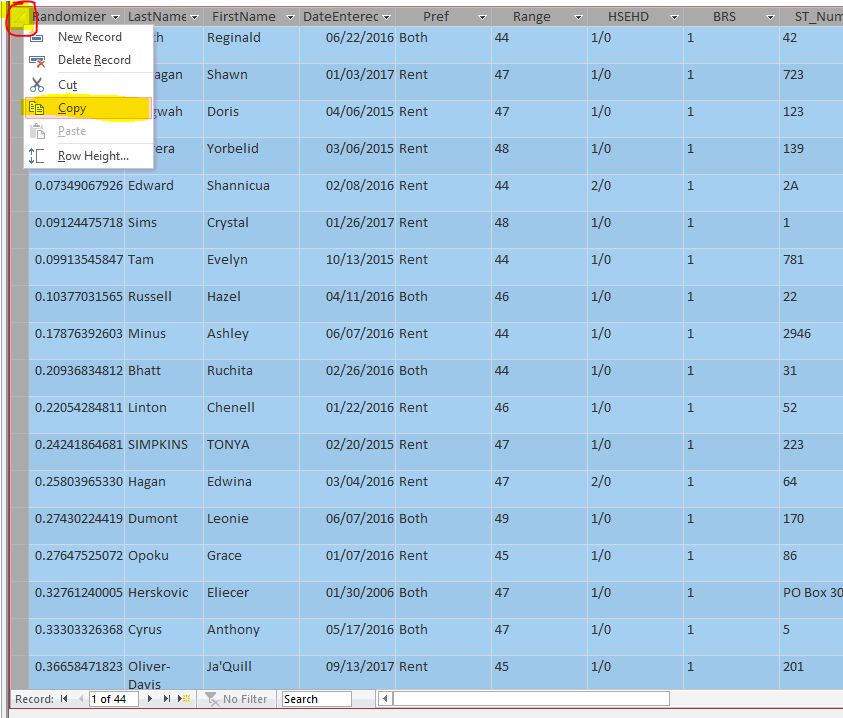 Randomizer LastName FirstName DateEntered Pref Range HSEHD BRS ST_Num
th Reginald 06/22/2016 Both 44 1/0 1 42
New Record
Delete Record
agan Shawn 01/03/2017 Rent 47 1/0 1 723
Cut
Copy
gwah Doris 04/06/2015 Rent 47 1/0 1 123
Paste
era Yorbelid 03/06/2015 Rent 48 1/0 1 139
Row Height...
0.07349067926 Edward Shannicua 02/08/2016 Rent 44 2/0 1 2A
0.09124475718 Sims Crystal 01/26/2017 Rent 48 1/0 1 1
0.09913545847 Tam Evelyn 10/13/2015 Rent 44 1/0 1 781
0.10377031565 Russell Hazel 04/11/2016 Both 46 1/0 1 22
0.17876392603 Minus Ashley 06/07/2016 Rent 44 1/0 1 2946
0.20936834812 Bhatt Ruchita 02/26/2016 Both 44 1/0 1 31
0.22054284811 Linton Chenell 01/22/2016 Rent 46 1/0 1 52
0.24241864681 SIMPKINS TONYA 02/20/2015 Rent 47 1/0 1 223
0.25803965330 Hagan Edwina 03/04/2016 Rent 47 2/0 1 64
0.27430224419 Dumont Leonie 06/07/2016 Both 49 1/0 1 170
0.27647525072 Opoku Grace 01/07/2016 Rent 45 1/0 1 86
0.32761240005 Herskovic Eliecer 01/30/2006 Both 47 1/0 1 PO Box 30
0.33303326368 Cyrus Anthony 05/17/2016 Both 47 1/0 1 5
0.36658471823 Oliver- Ja'Quill 09/13/2017 Rent 45 1/0 1 201
Davis
Record: 1 of 44 No Filter Search